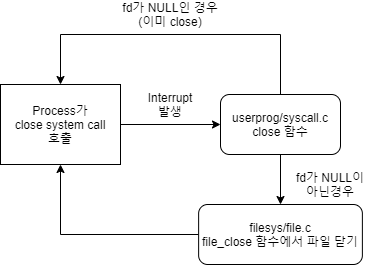 fd가 NULL인 경우
(이미 close)
Process가
close system call
호출
Interrupt
발생
userprog/syscall.c
close 함수
fd가 NULL이
아닌경우
filesys/file.c
file_close 함수에서 파일 닫기